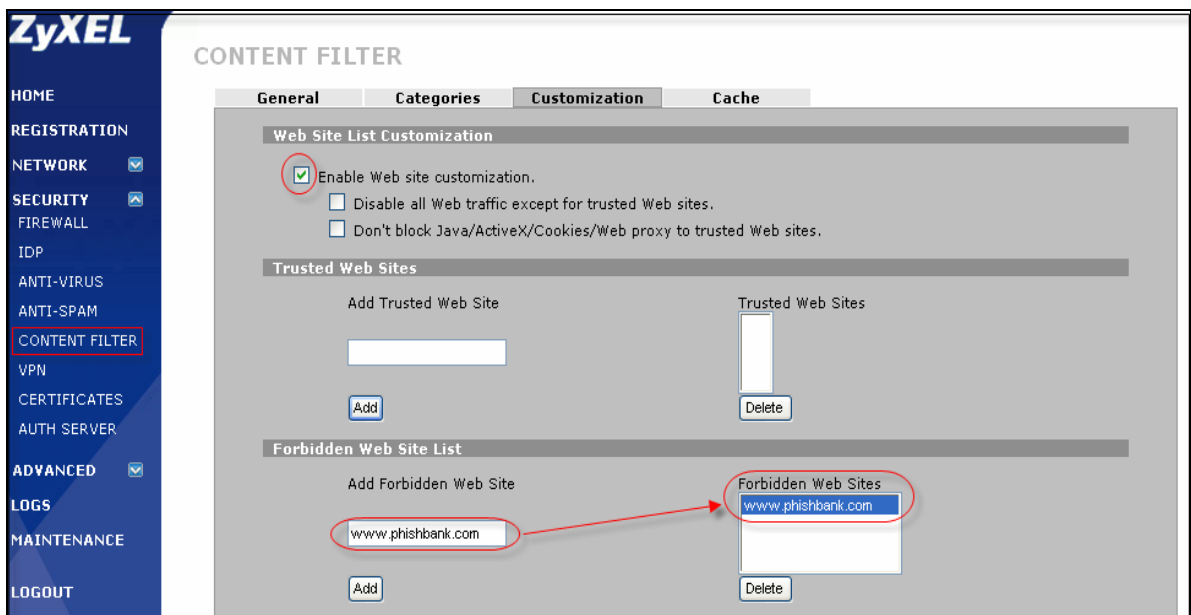 ZyXEL
CONTENT FILTER
HOME
REGISTRATION
NETWORK
SECURITY
FIREWALL
IDP
ANTI-VIRUS
ANTI-SPAM
CONTENT FILTER
VPN
CERTIFICATES
AUTH SERVER
ADVANCED
LOGS
MAINTENANCE
LOGOUT
General Categories Customization Cache
Web Site List Customization
Enable Web site customization.
Disable all Web traffic except for trusted Web sites.
Don't block Java/ActiveX/Cookies/Web proxy to trusted Web sites.
Trusted Web Sites
Add Trusted Web Site
Trusted Web Sites
Add
Delete
Forbidden Web Site List
Add Forbidden Web Site
Forbidden Web Sites
www.phishbank.com
www.phishbank.com
Add
Delete